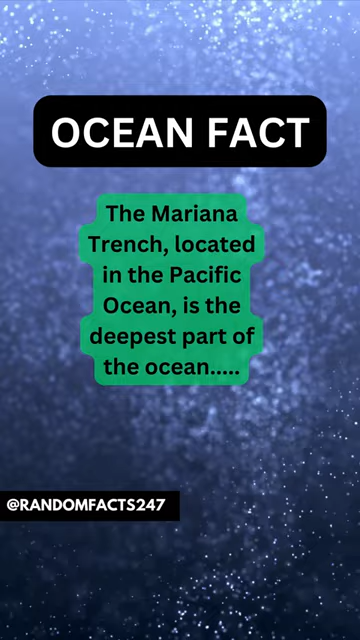 OCEAN FACT
The Mariana
Trench, located
in the Pacific
Ocean, is the
deepest part of
the ocean.....
@RANDOMFACTS247